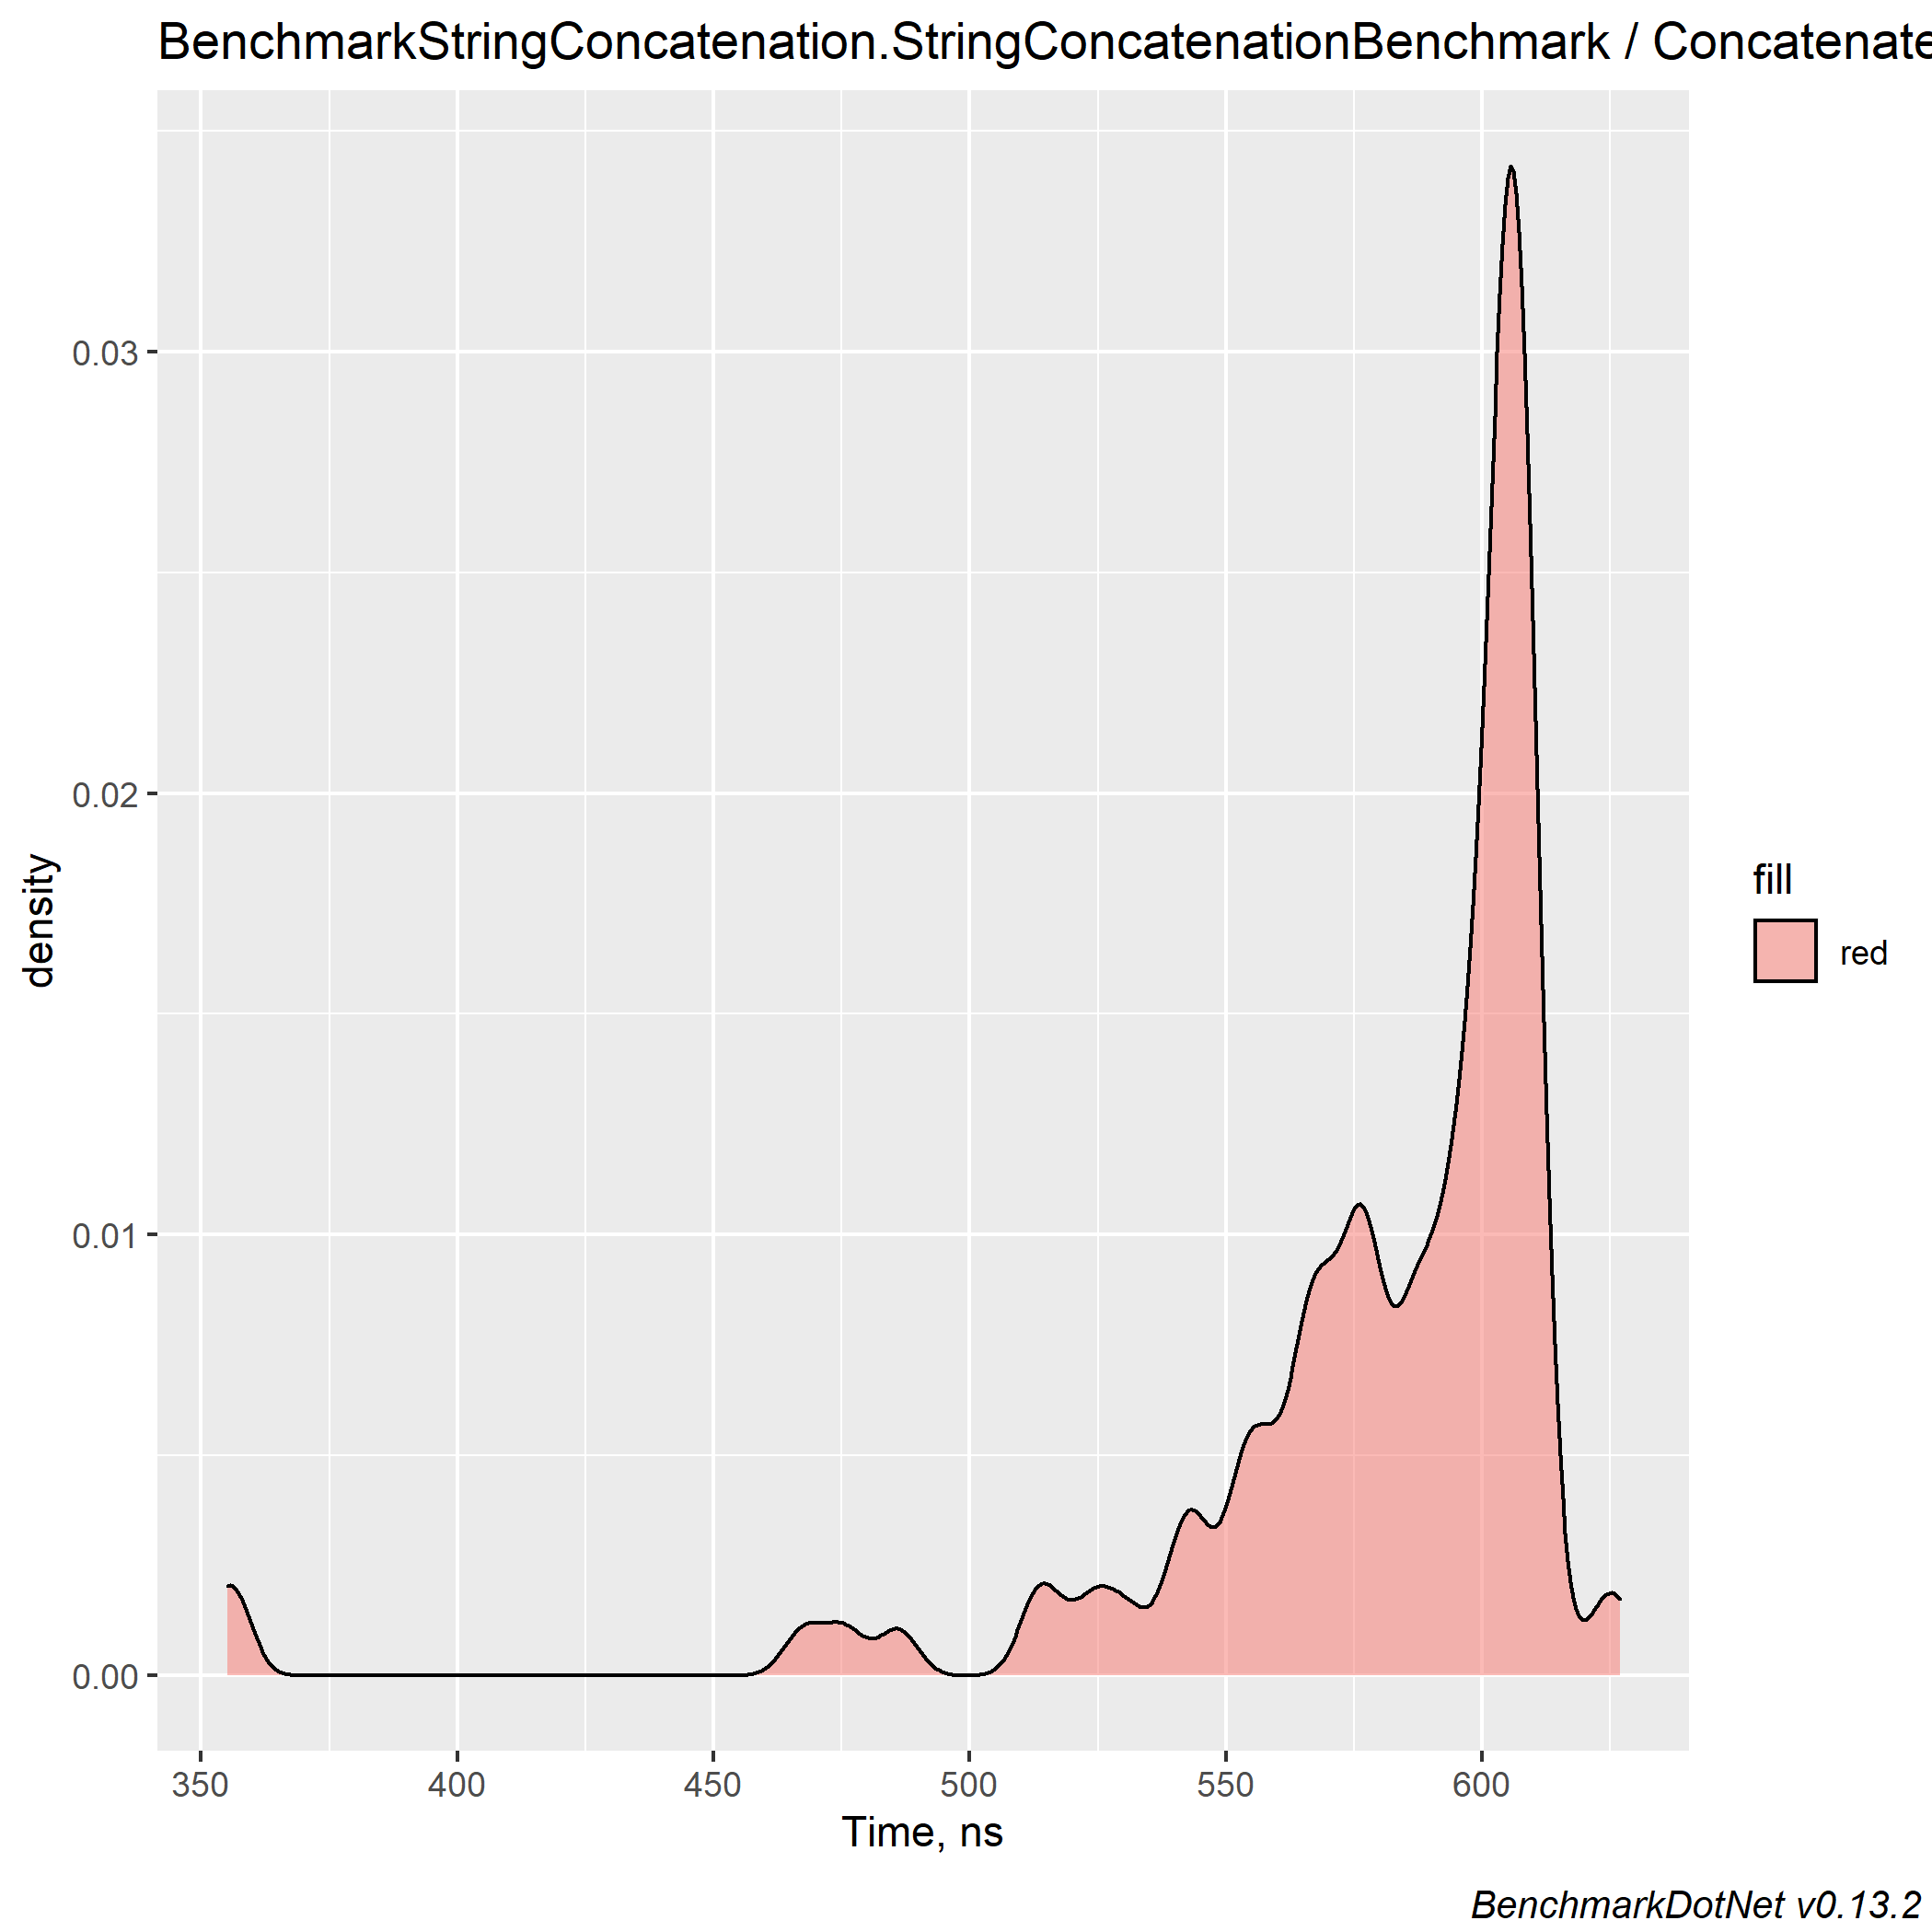 BenchmarkStringConcatenation.StringConcatenationBenchmark / Concatenate
0.03
0.02
0.01
0.00
density
350 400 450 500 550 600
Time, ns
fill
red
BenchmarkDotNet v0.13.2